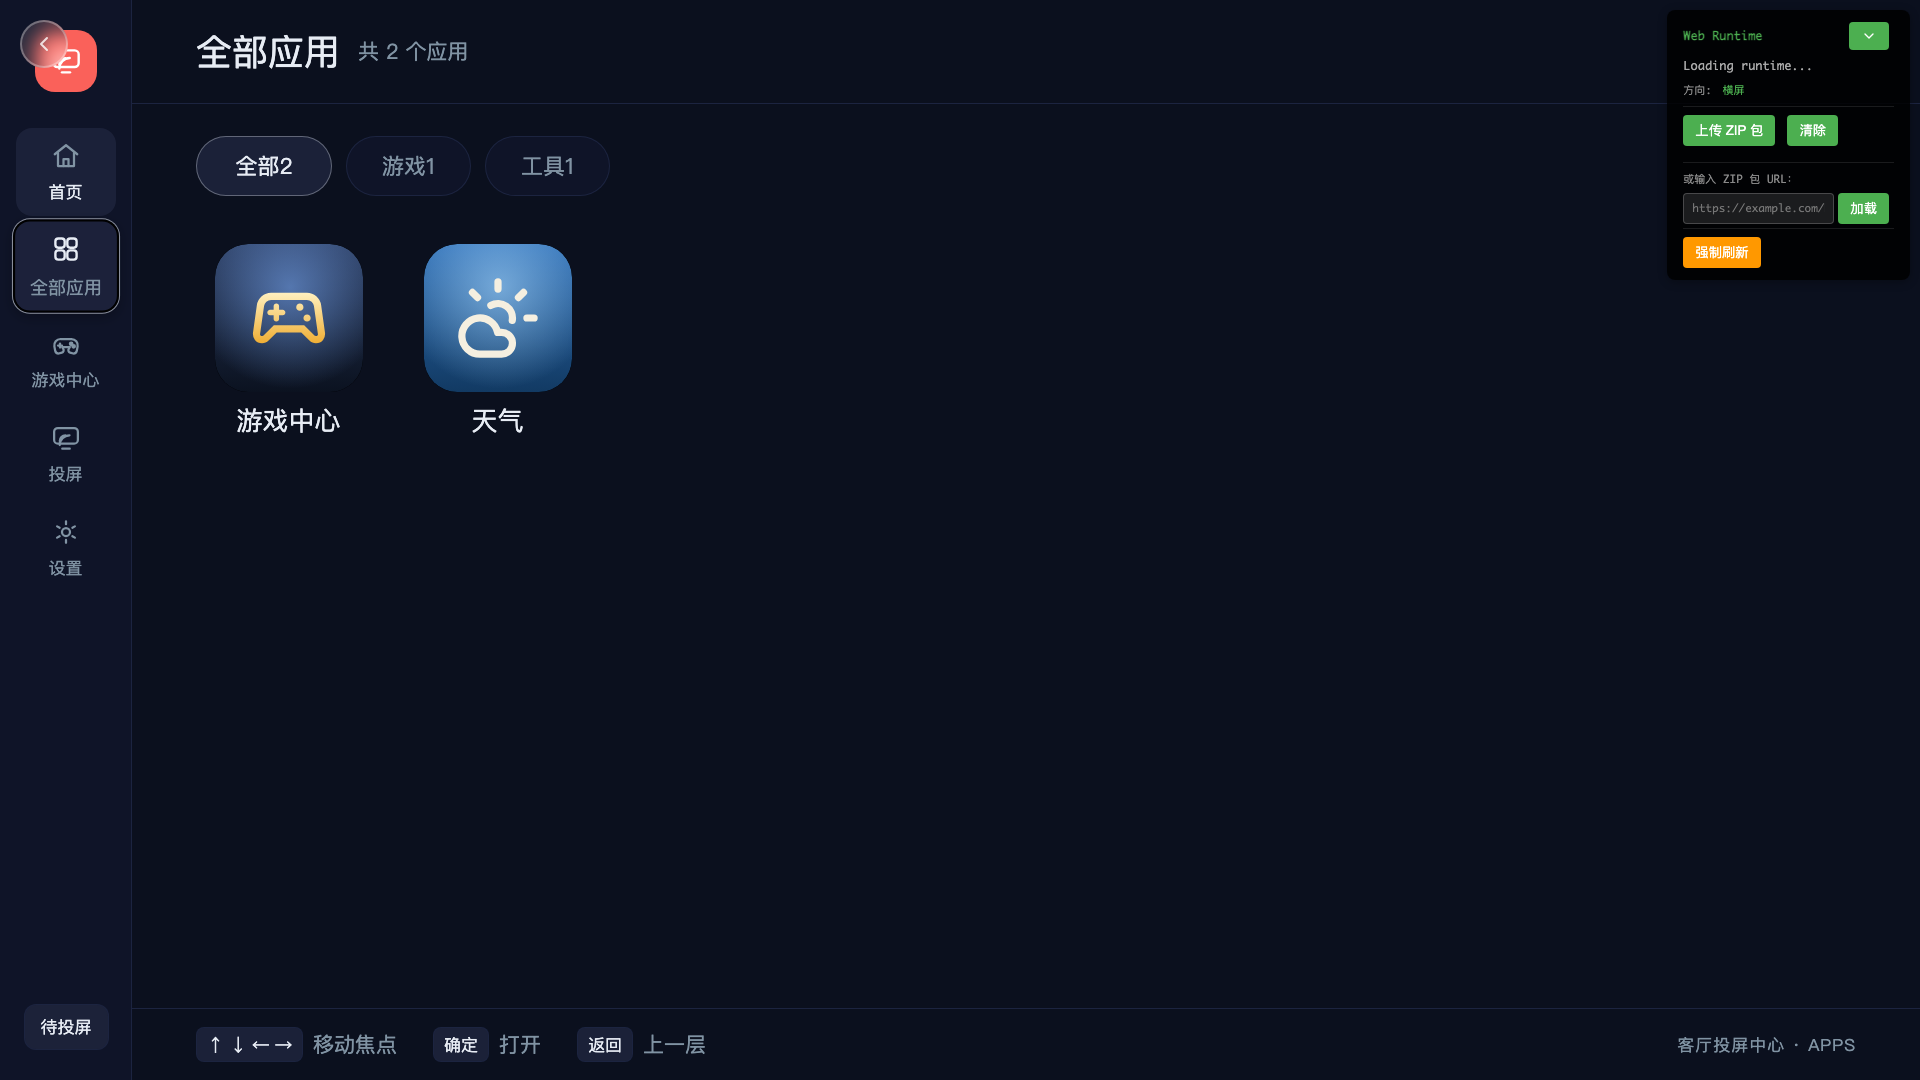 首页
全部应用
游戏中心
投屏
设置
待投屏
全部应用 共 2 个应用
全部2 游戏1 工具1
游戏中心 天气
Web Runtime
Loading runtime...
方向: 横屏
上传 ZIP 包 清除
或输入 ZIP 包 URL:
https://example.com/ 加载
强制刷新
↑ ↓ ← → 移动焦点 确定 打开 返回 上一层
客厅投屏中心 · APPS